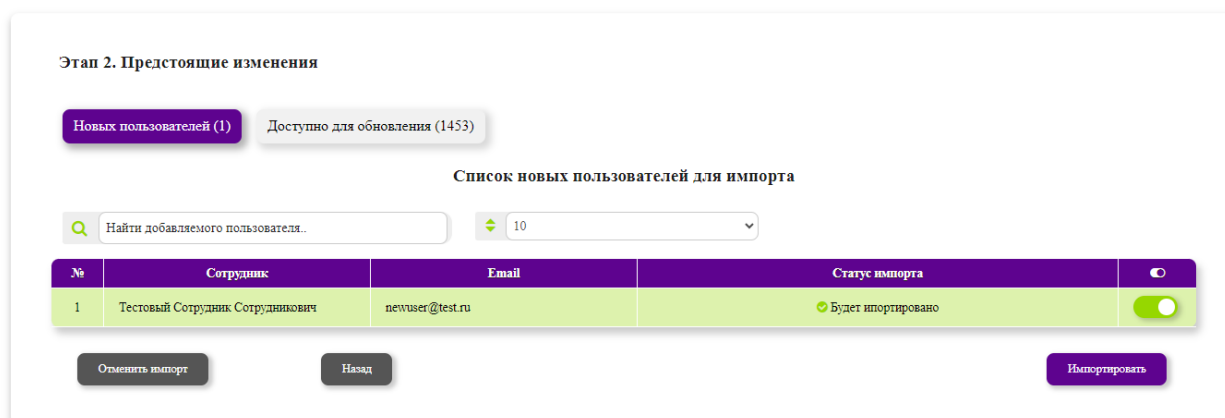 Этап 2. Предстоящие изменения
Новых пользователей (1) Доступно для обновления (1453)
Список новых пользователей для импорта
Найти добавляемого пользователя.. 10
№ Сотрудник Email Статус импорта
1 Тестовый Сотрудник Сотрудникович newuser@test.ru Будет ипортировано
Отменить импорт Назад Импортировать